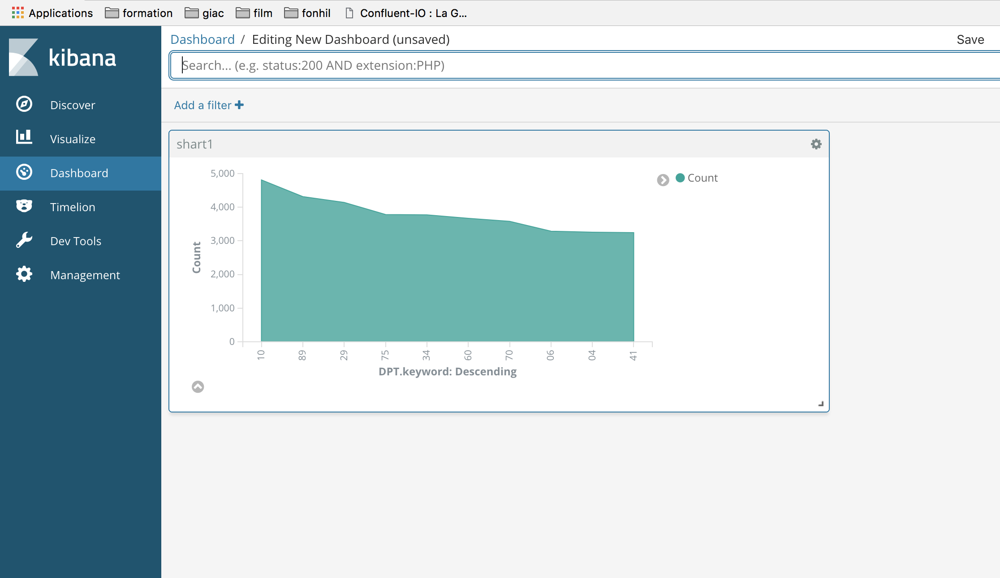 Applications formation giac film fonhil Confluent-IO : La G...
kibana
Discover
Visualize
Dashboard
Timelion
Dev Tools
Management
Dashboard / Editing New Dashboard (unsaved) Save
Search... (e.g. status:200 AND extension:PHP)
Add a filter
shart1
Count
5,000
4,000
3,000
2,000
1,000
0
Count
10 89 29 75 34 60 70 06 04 41
DPT.keyword: Descending